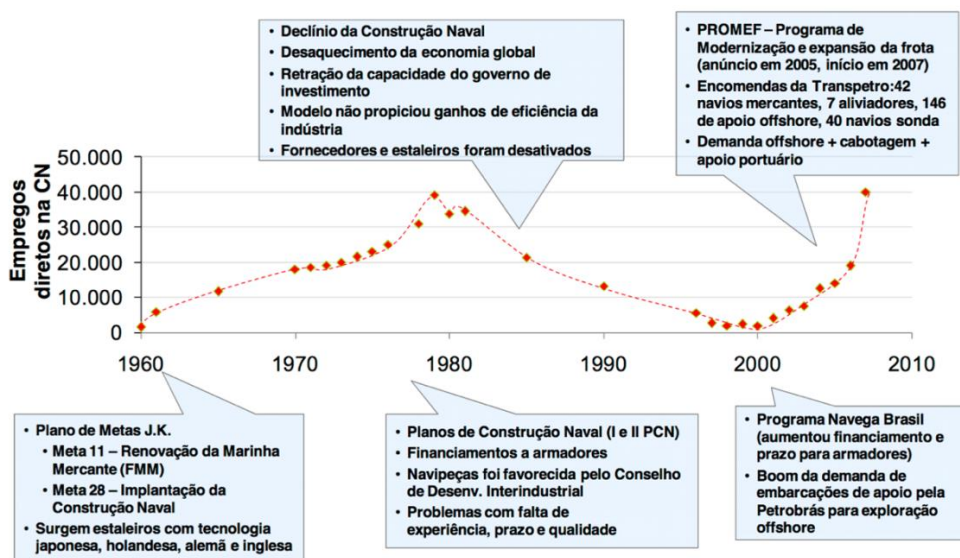 • Declínio da Construção Naval
• Desaquecimento da economia global
• Retração da capacidade do governo de
investimento
• Modelo não propiciou ganhos de eficiência da
indústria
• Fornecedores e estaleiros foram desativados
• PROMEF – Programa de
Modernização e expansão da frota
(anúncio em 2005, início em 2007)
• Encomendas da Transpetro:42
navios mercantes, 7 aliviadores, 146
de apoio offshore, 40 navios sonda
• Demanda offshore + cabotagem +
apoio portuário
Empregos
diretos na CN
50.000
40.000
30.000
20.000
10.000
0
1960
1970
1980
1990
2000
2010
• Plano de Metas J.K.
• Meta 11 – Renovação da Marinha
Mercante (FMM)
• Meta 28 – Implantação da
Construção Naval
• Surgem estaleiros com tecnologia
japonesa, holandesa, alemã e inglesa
• Planos de Construção Naval (I e II PCN)
• Financiamentos a armadores
• Navipeças foi favorecida pelo Conselho
de Desenv. Interindustrial
• Problemas com falta de
experiência, prazo e qualidade
• Programa Navega Brasil
(aumentou financiamento e
prazo para armadores)
• Boom da demanda de
embarcações de apoio pela
Petrobrás para exploração
offshore